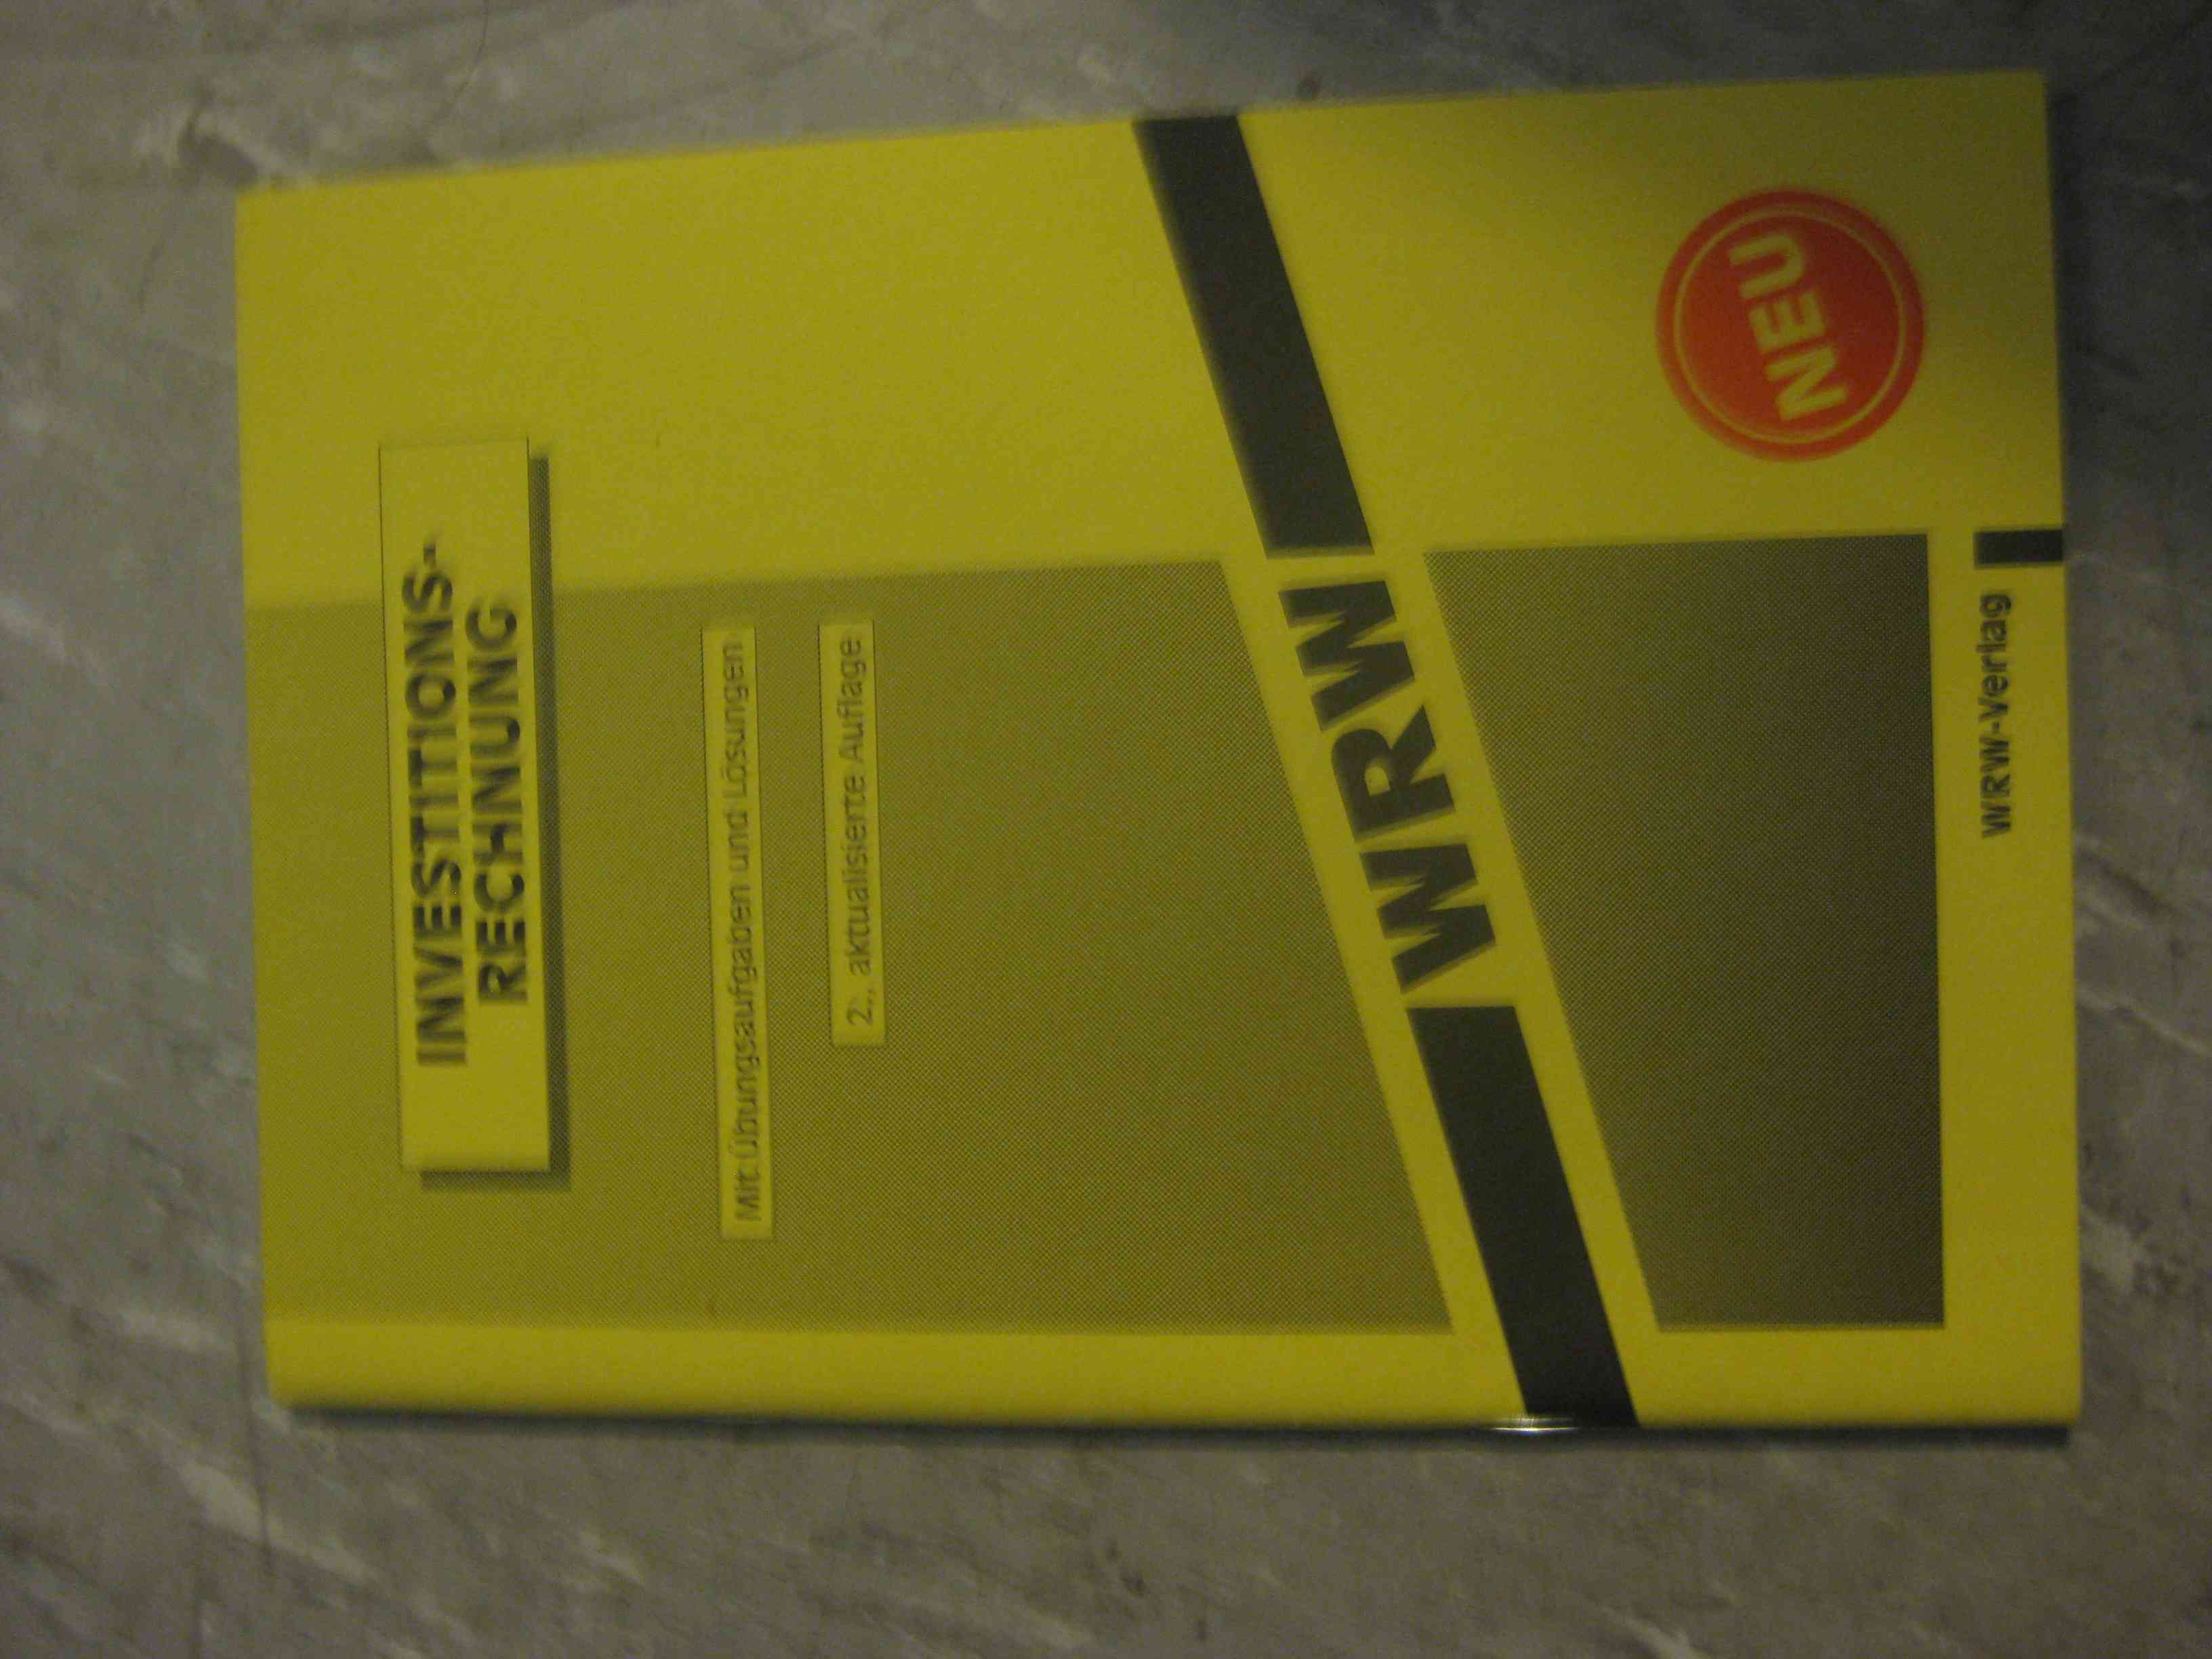 INVESTITIONS-
RECHNUNG
Mit Übungsaufgaben und Lösungen
2., aktualisierte Auflage
WRW
NEU
WRW-Verlag